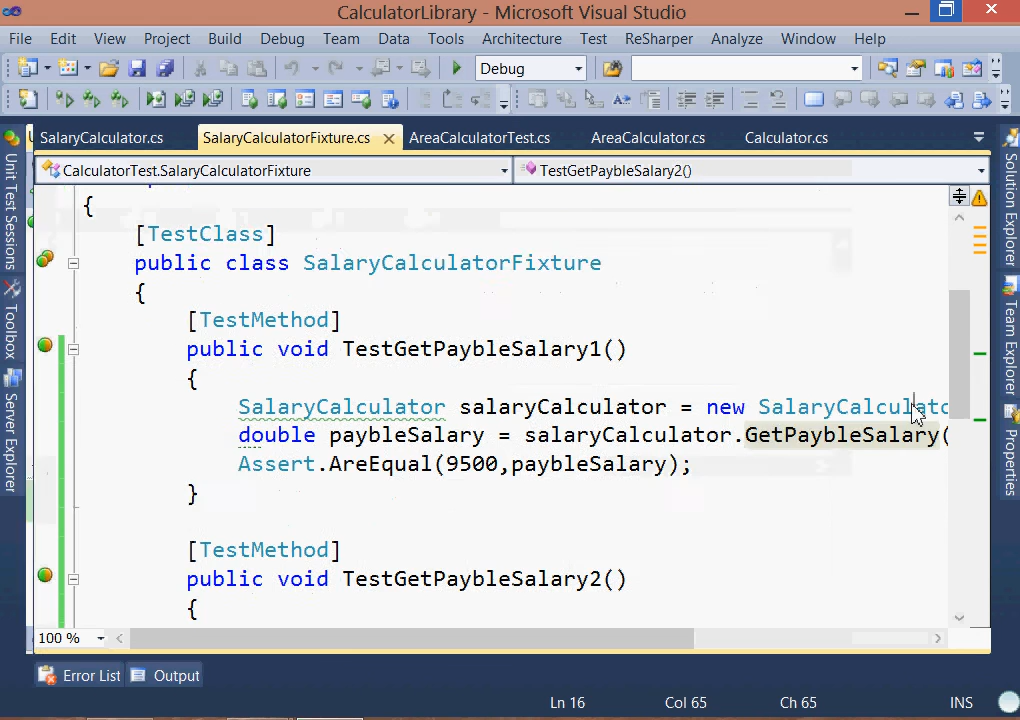 CalculatorLibrary - Microsoft Visual Studio
File Edit View Project Build Debug Team Data Tools Architecture Test ReSharper Analyze Window Help
Debug
SalaryCalculator.cs SalaryCalculatorFixture.cs AreaCalculatorTest.cs AreaCalculator.cs Calculator.cs
CalculatorTest.SalaryCalculatorFixture TestGetPaybleSalary2()
{
[TestClass]
public class SalaryCalculatorFixture
{
[TestMethod]
public void TestGetPaybleSalary1()
{
SalaryCalculator salaryCalculator = new SalaryCalculato
double paybleSalary = salaryCalculator.GetPaybleSalary(
Assert.AreEqual(9500,paybleSalary);
}
[TestMethod]
public void TestGetPaybleSalary2()
{
100 %
Unit Test Sessions
Toolbox
Server Explorer
Solution Explorer
Team Explorer
Properties
Error List Output
Ln 16 Col 65 Ch 65 INS